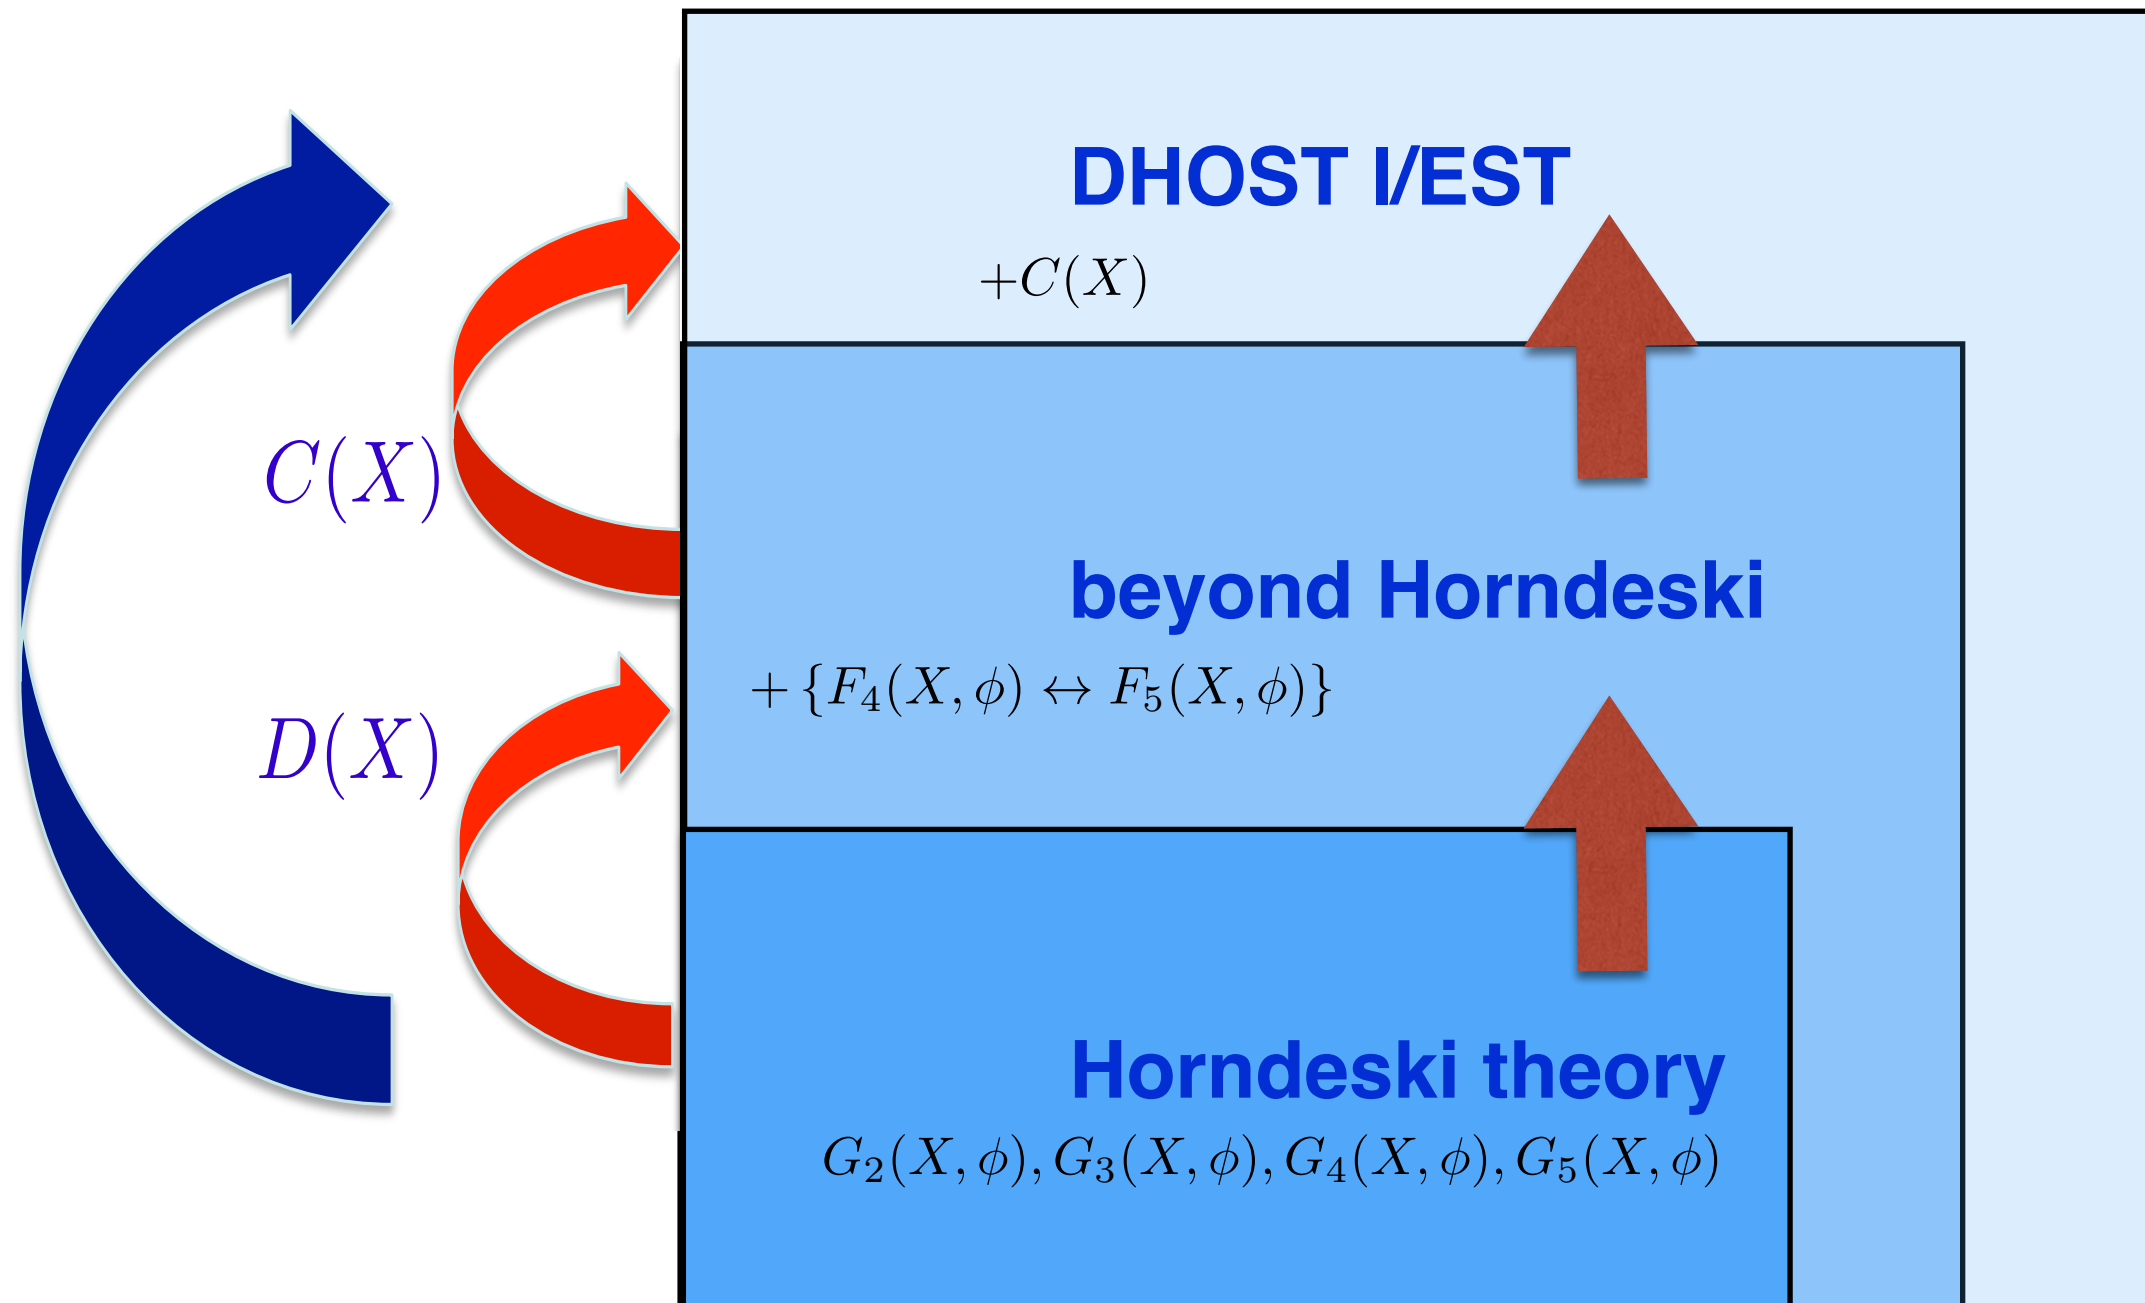 DHOST I/EST
+C(X)
C(X)
beyond Horndeski
+ {F₄(X, ϕ) ↔ F₅(X, ϕ)}
D(X)
Horndeski theory
G₂(X, ϕ), G₃(X, ϕ), G₄(X, ϕ), G₅(X, ϕ)